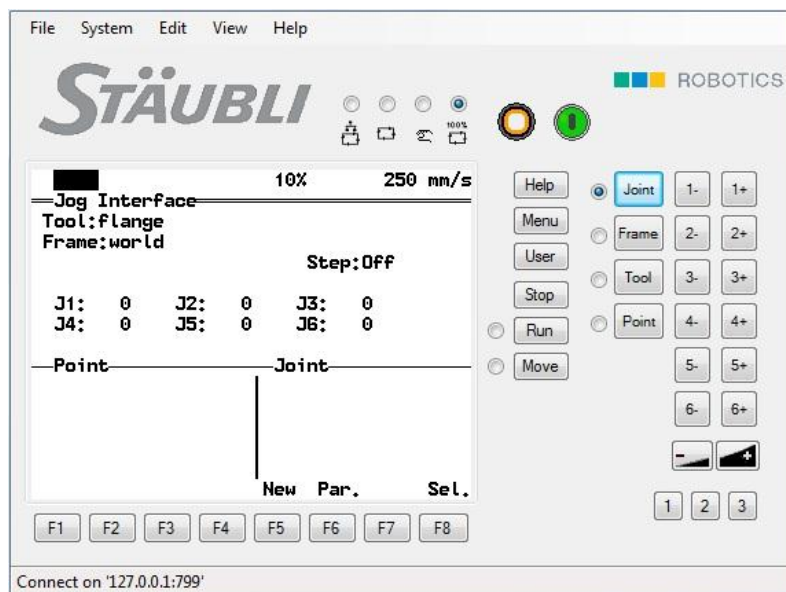 File System Edit View Help
STÄUBLI
ROBOTICS
100%
10% 250 mm/s
Jog Interface
Tool:flange
Frame:world
Step:Off
J1: 0 J2: 0 J3: 0
J4: 0 J5: 0 J6: 0
Point Joint
New Par. Sel.
F1 F2 F3 F4 F5 F6 F7 F8
Help
Menu
User
Stop
Run
Move
Joint 1- 1+
Frame 2- 2+
Tool 3- 3+
Point 4- 4+
5- 5+
6- 6+
- +
1 2 3
Connect on '127.0.0.1:799'